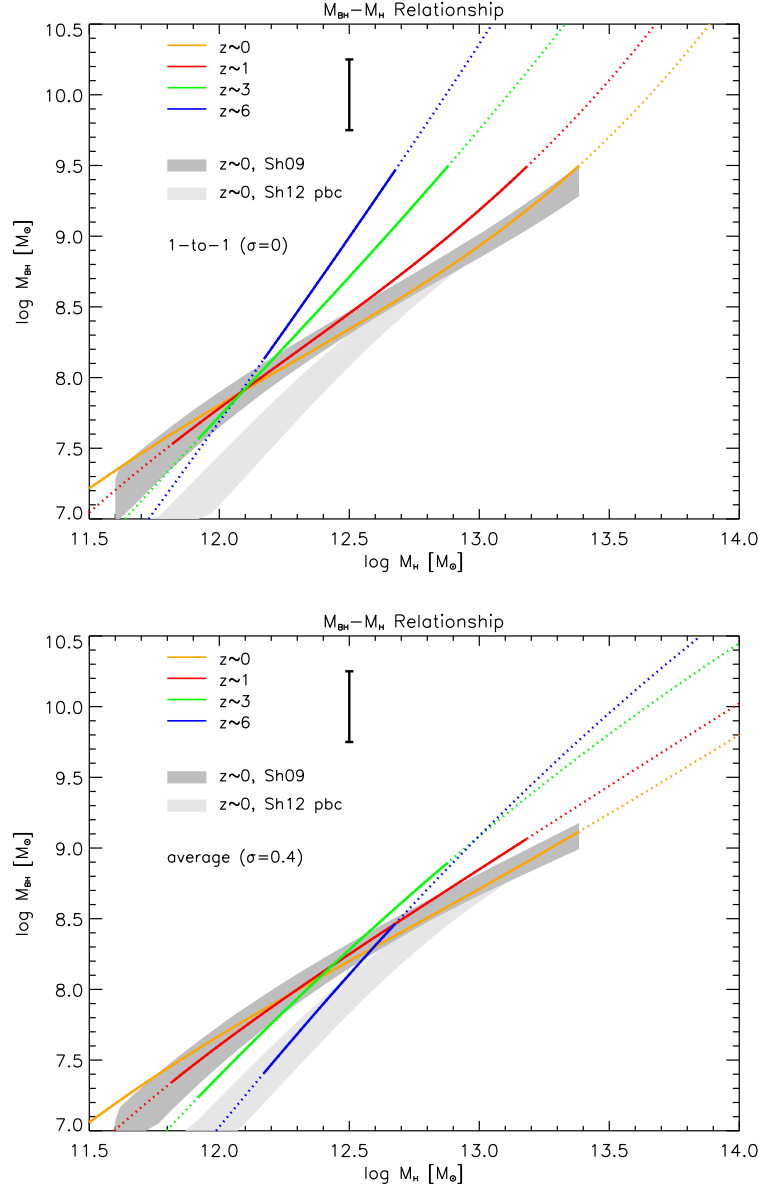 M_BH−M_H Relationship
10.5
10.0
9.5
9.0
8.5
8.0
7.5
7.0
log M_BH [M_⊙]
z~0
z~1
z~3
z~6
z~0, Sh09
z~0, Sh12 pbc
1−to−1 (σ=0)
11.5 12.0 12.5 13.0 13.5 14.0
log M_H [M_⊙]
M_BH−M_H Relationship
10.5
10.0
9.5
9.0
8.5
8.0
7.5
7.0
log M_BH [M_⊙]
z~0
z~1
z~3
z~6
z~0, Sh09
z~0, Sh12 pbc
average (σ=0.4)
11.5 12.0 12.5 13.0 13.5 14.0
log M_H [M_⊙]